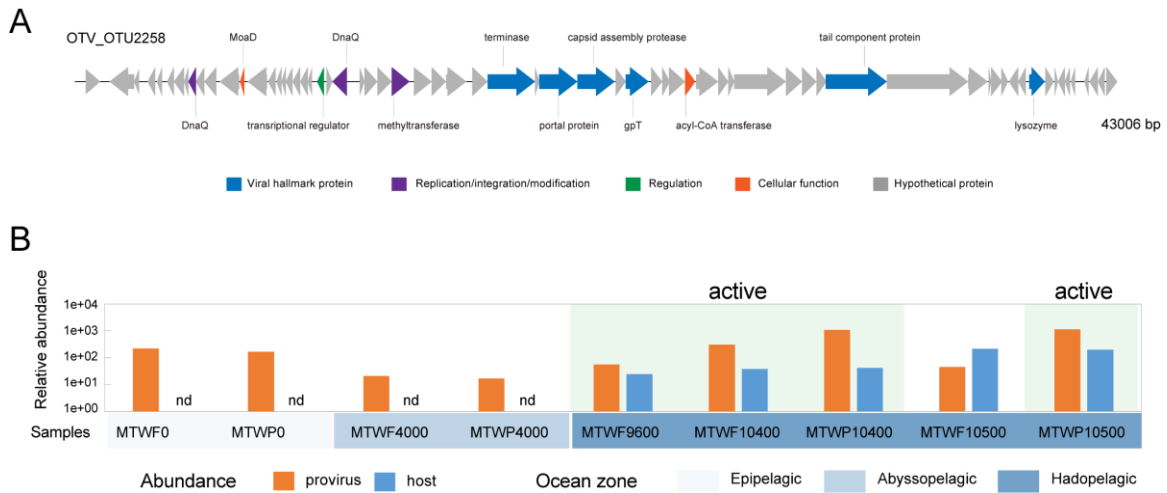 A
OTV_OTU2258
MoaD DnaQ terminase capsid assembly protease tail component protein
DnaQ transriptional regulator methyltransferase portal protein gpT acyl-CoA transferase lysozyme 43006 bp
Viral hallmark protein Replication/integration/modification Regulation Cellular function Hypothetical protein
B
active active
Relative abundance
1e+04
1e+03
1e+02
1e+01
1e+00
nd nd nd nd
Samples MTWF0 MTWP0 MTWF4000 MTWP4000 MTWF9600 MTWF10400 MTWP10400 MTWF10500 MTWP10500
Abundance provirus host Ocean zone Epipelagic Abyssopelagic Hadopelagic